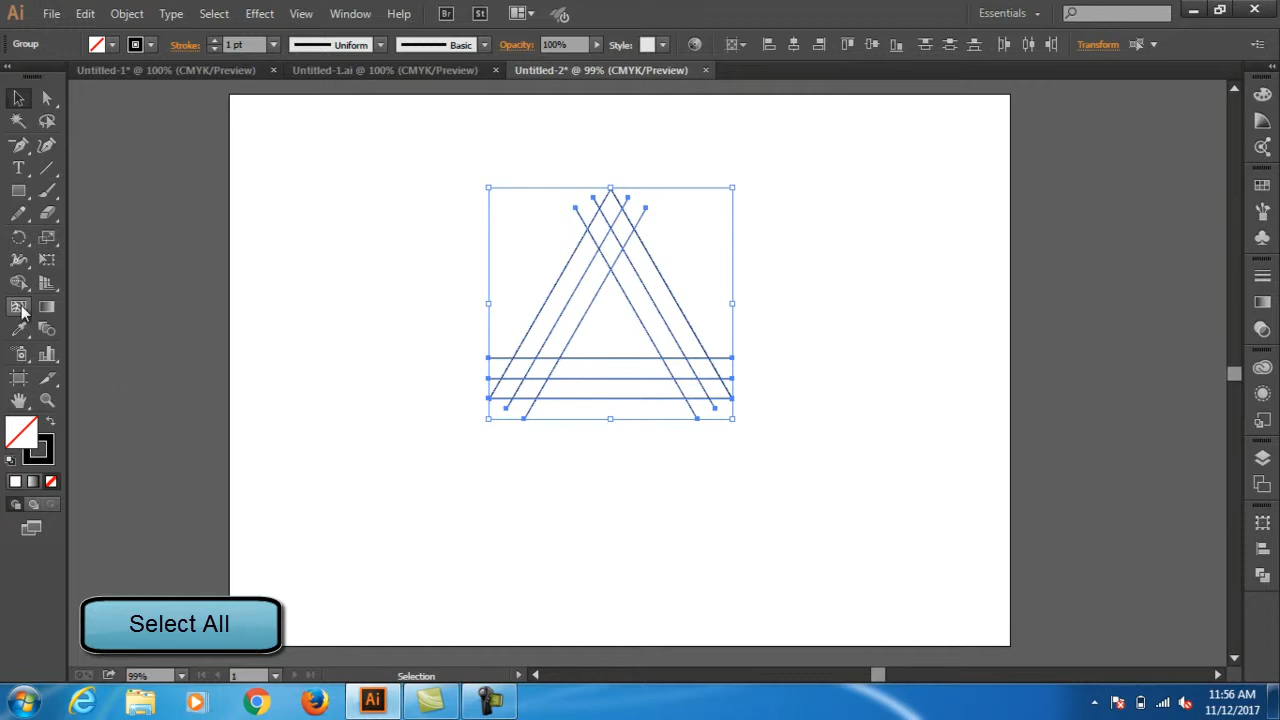 Ai File Edit Object Type Select Effect View Window Help Br St Essentials
Group Stroke: 1 pt Uniform Basic Opacity: 100% Style: Transform
Untitled-1* @ 100% (CMYK/Preview) × Untitled-1.ai @ 100% (CMYK/Preview) × Untitled-2* @ 99% (CMYK/Preview) ×
T
Select All
99% 1 Selection
Ai
11:56 AM
11/12/2017